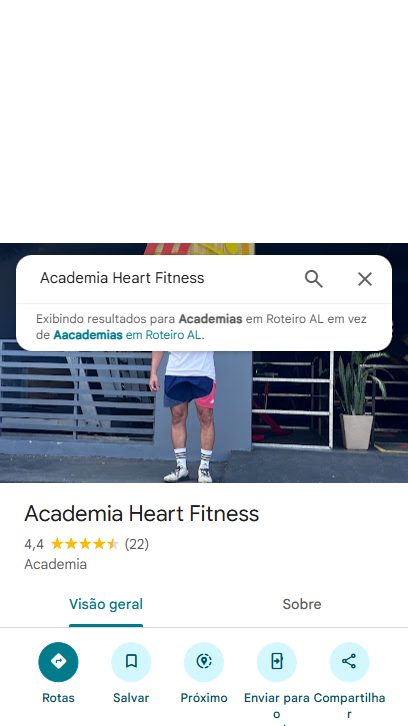 Academia Heart Fitness
Exibindo resultados para Academias em Roteiro AL em vez
de Aacademias em Roteiro AL.
Academia Heart Fitness
4,4 (22)
Academia
Visão geral
Sobre
Rotas
Salvar
Próximo
Enviar para o
Compartilhar